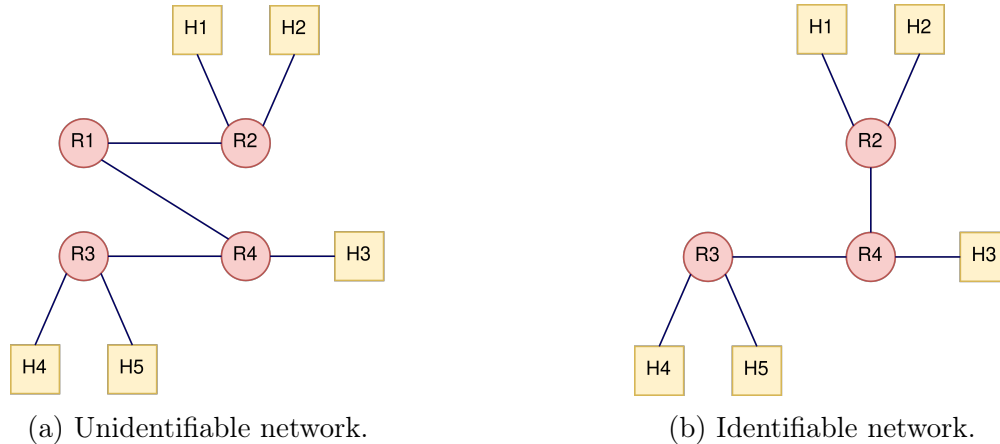 H1
H2
R1
R2
R3
R4
H3
H4
H5
(a) Unidentifiable network.
H1
H2
R2
R3
R4
H3
H4
H5
(b) Identifiable network.